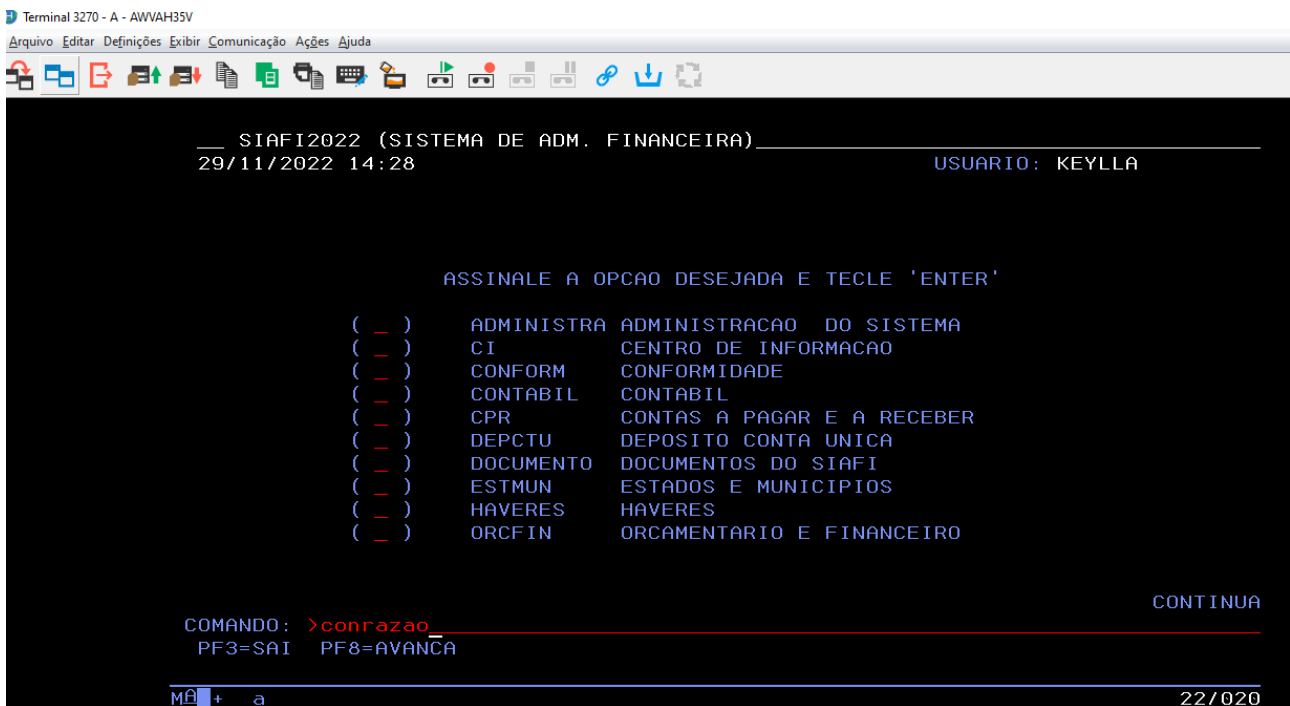 Terminal 3270 - A - AWVAH35V
Arquivo Editar Definições Exibir Comunicação Ações Ajuda
__ SIAFI2022 (SISTEMA DE ADM. FINANCEIRA)
29/11/2022 14:28 USUARIO: KEYLLA
ASSINALE A OPCAO DESEJADA E TECLE 'ENTER'
( _ ) ADMINISTRA ADMINISTRACAO DO SISTEMA
( _ ) CI CENTRO DE INFORMACAO
( _ ) CONFORM CONFORMIDADE
( _ ) CONTABIL CONTABIL
( _ ) CPR CONTAS A PAGAR E A RECEBER
( _ ) DEPCTU DEPOSITO CONTA UNICA
( _ ) DOCUMENTO DOCUMENTOS DO SIAFI
( _ ) ESTMUN ESTADOS E MUNICIPIOS
( _ ) HAVERES HAVERES
( _ ) ORCFIN ORCAMENTARIO E FINANCEIRO
CONTINUA
COMANDO: >conrazao
PF3=SAI PF8=AVANCA
MA + a 22/020